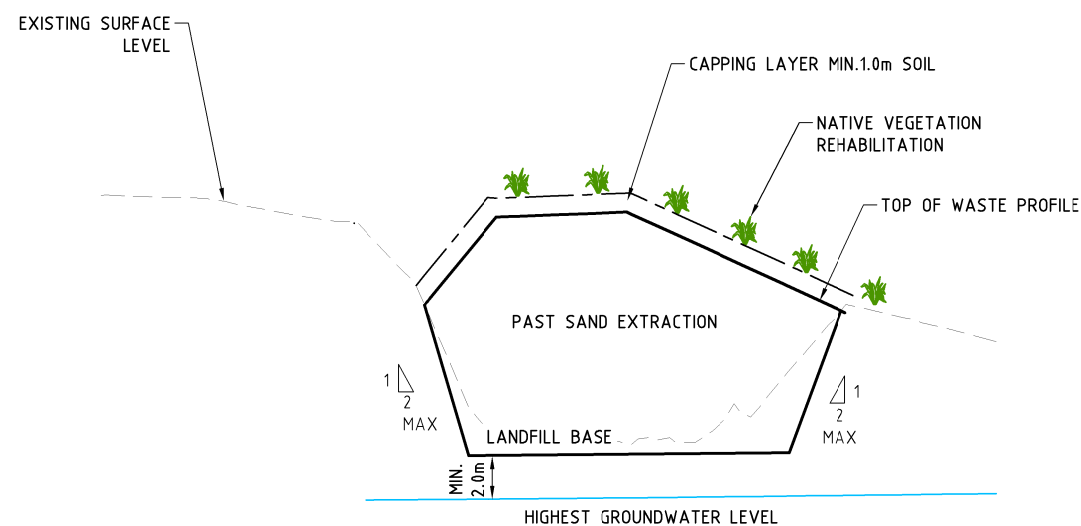 EXISTING SURFACE
LEVEL
CAPPING LAYER MIN.1.0m SOIL
NATIVE VEGETATION
REHABILITATION
TOP OF WASTE PROFILE
PAST SAND EXTRACTION
1
2
MAX
1
2
MAX
LANDFILL BASE
MIN.
2.0m
HIGHEST GROUNDWATER LEVEL